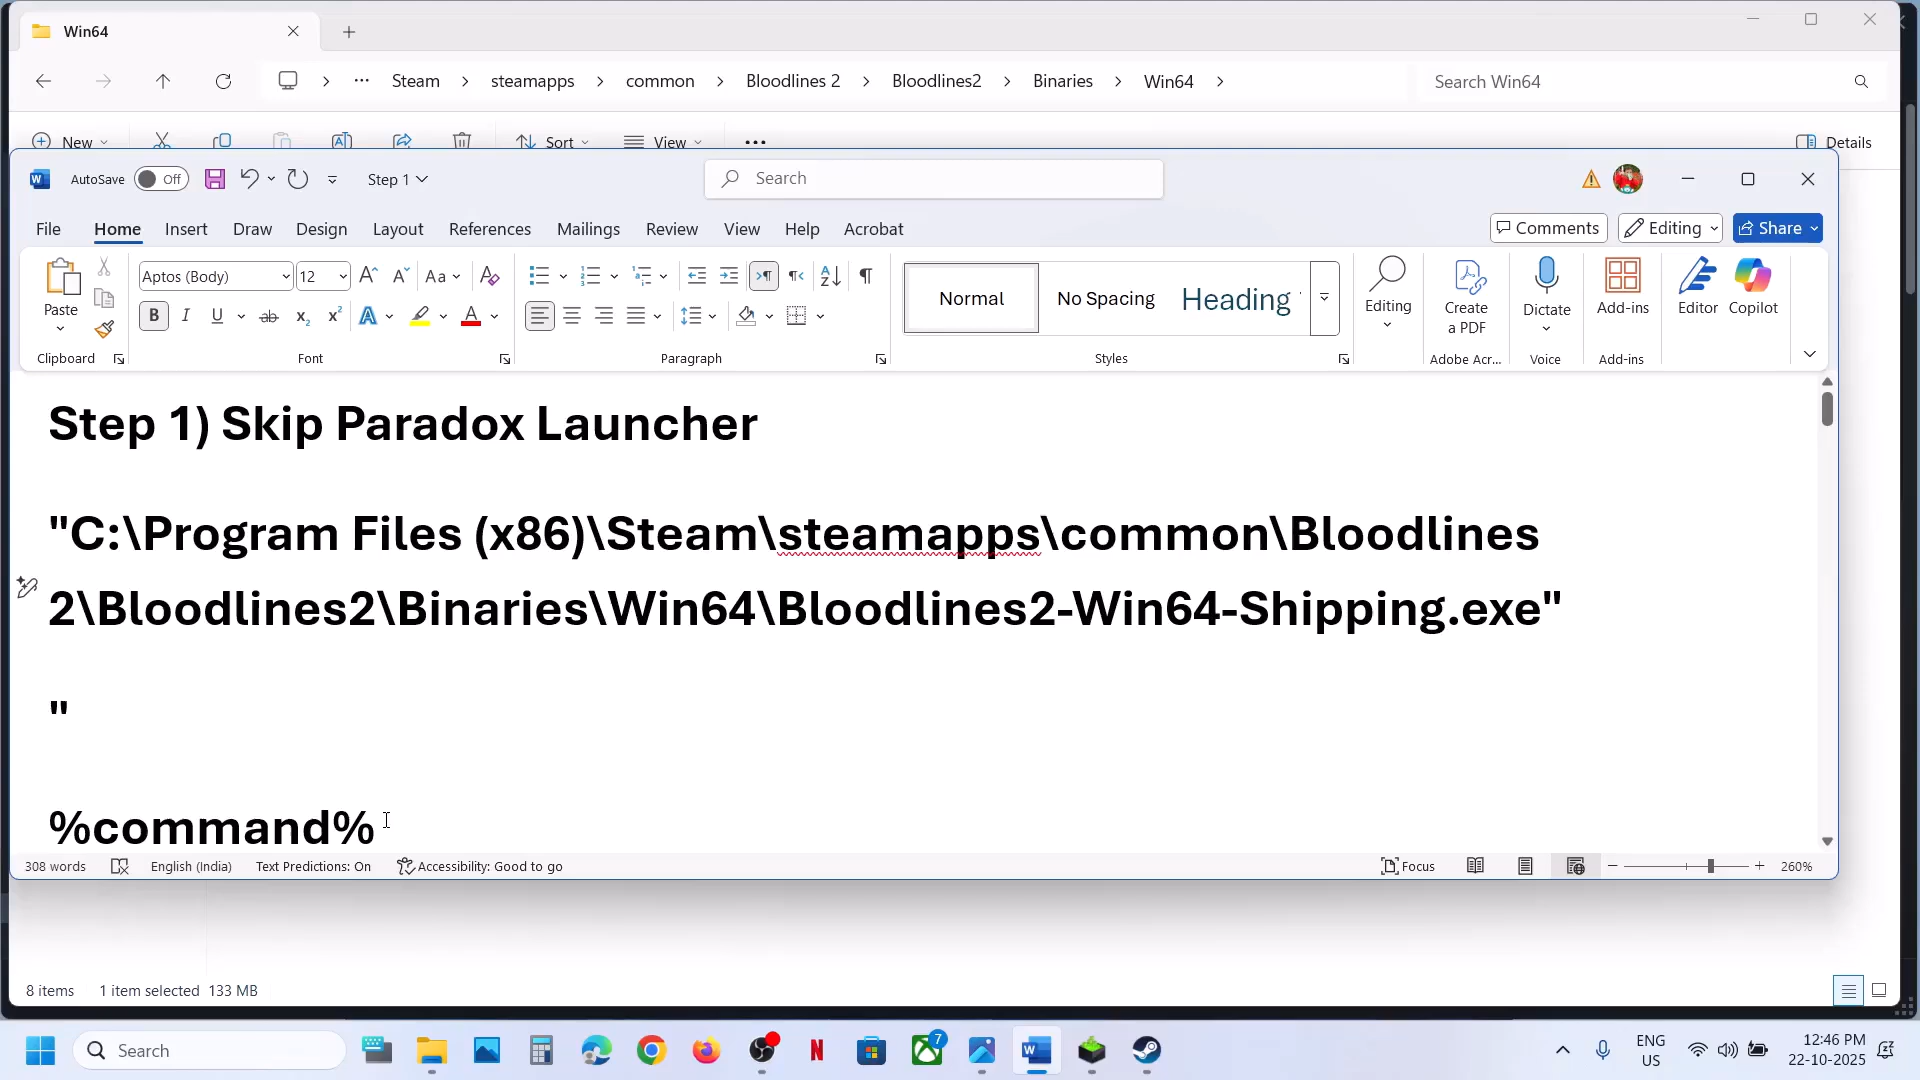 Win64
Steam
steamapps
common
Bloodlines 2
Bloodlines2
Binaries
Win64
Search Win64
New
Sort
View
Details
AutoSave
Off
Step 1
Search
File
Home
Insert
Draw
Design
Layout
References
Mailings
Review
View
Help
Acrobat
Comments
Editing
Share
Paste
Clipboard
Aptos (Body)
12
Font
Paragraph
Normal
No Spacing
Heading
Styles
Editing
Create
a PDF
Adobe Acr...
Dictate
Voice
Add-ins
Add-ins
Editor
Copilot
Step 1) Skip Paradox Launcher
"C:\Program Files (x86)\Steam\steamapps\common\Bloodlines
2\Bloodlines2\Binaries\Win64\Bloodlines2-Win64-Shipping.exe"
"
%command%
308 words
English (India)
Text Predictions: On
Accessibility: Good to go
Focus
260%
8 items
1 item selected
133 MB
Search
7
ENG
US
12:46 PM
22-10-2025